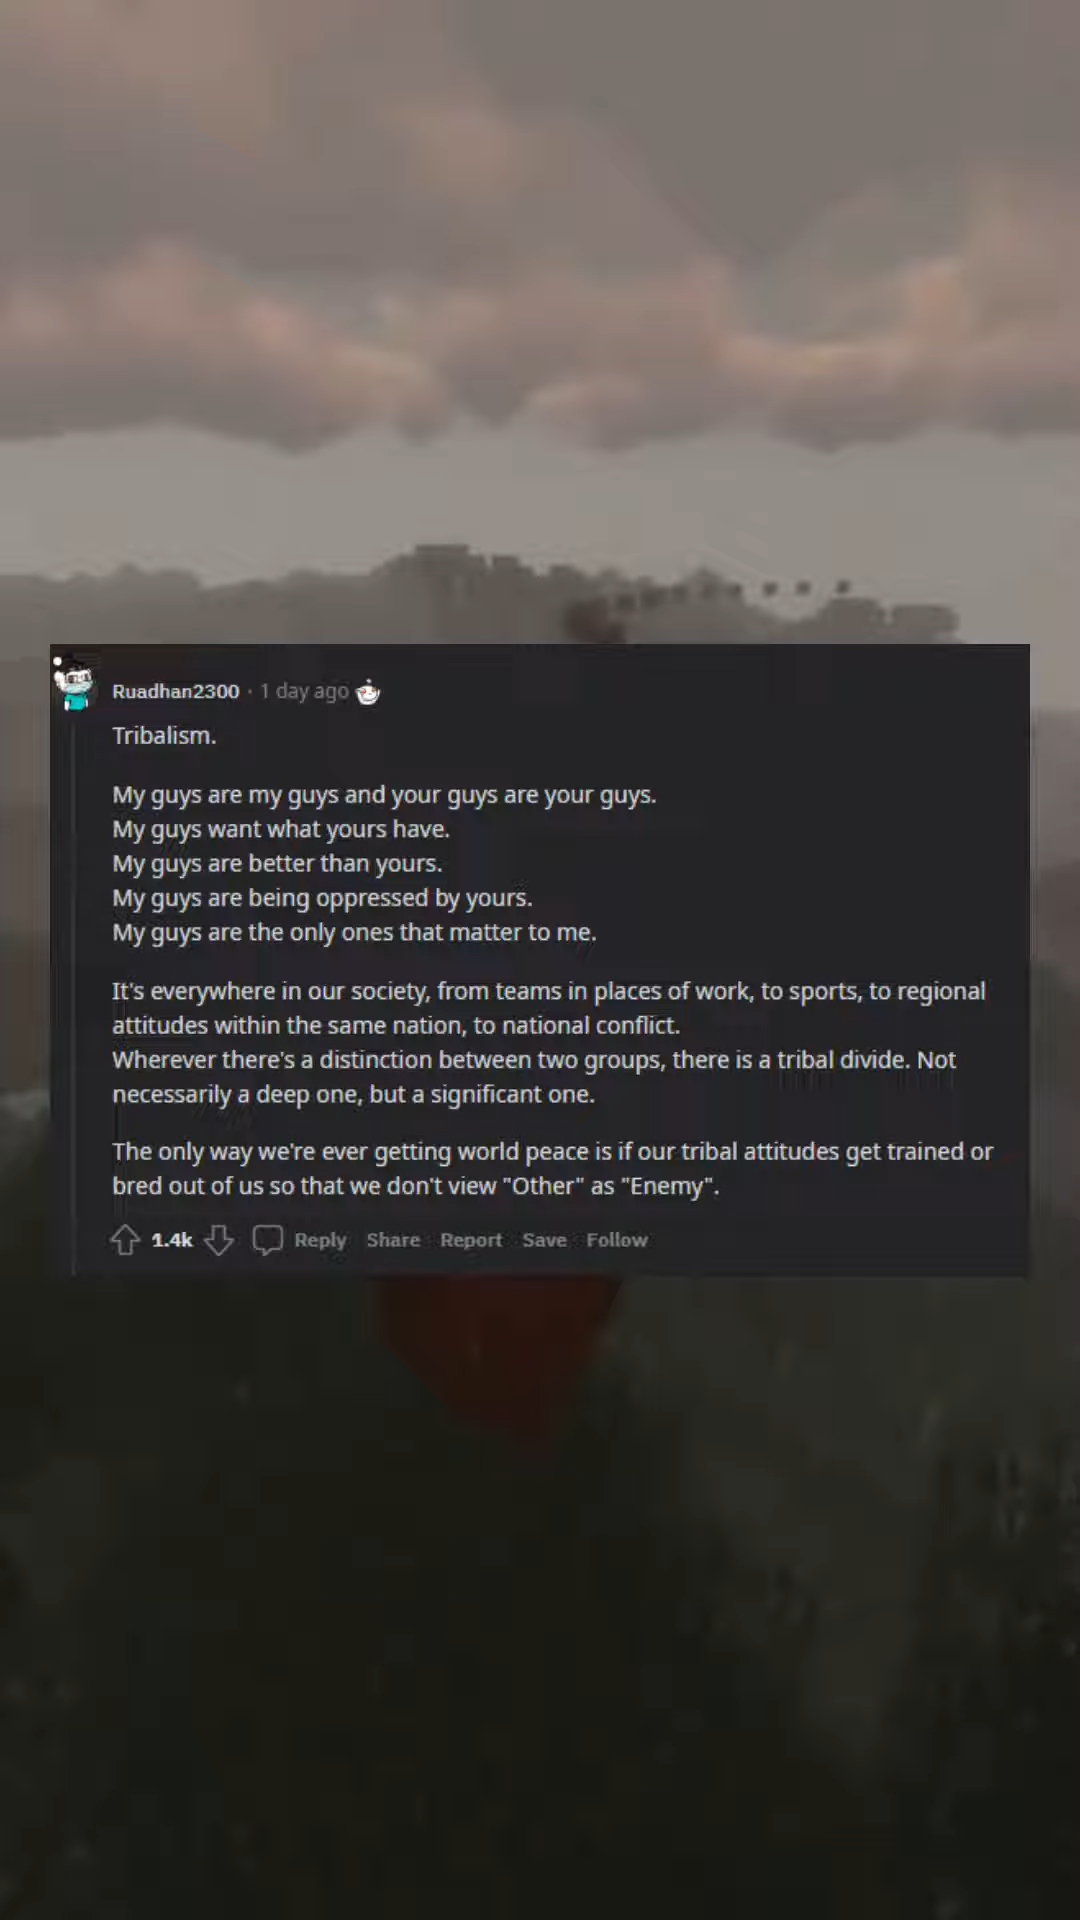 Ruadhan2300 · 1 day ago
Tribalism.
My guys are my guys and your guys are your guys.
My guys want what yours have.
My guys are better than yours.
My guys are being oppressed by yours.
My guys are the only ones that matter to me.
It's everywhere in our society, from teams in places of work, to sports, to regional
attitudes within the same nation, to national conflict.
Wherever there's a distinction between two groups, there is a tribal divide. Not
necessarily a deep one, but a significant one.
The only way we're ever getting world peace is if our tribal attitudes get trained or
bred out of us so that we don't view "Other" as "Enemy".
1.4k Reply Share Report Save Follow